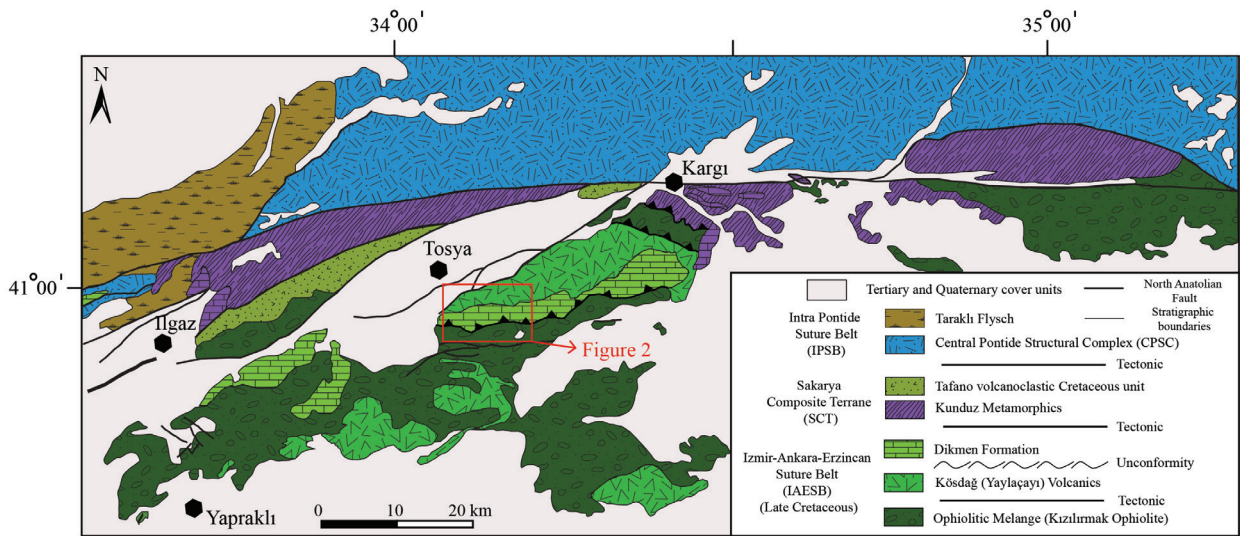 34°00'
35°00'
N
41°00'
Kargı
Tosya
Ilgaz
Yapraklı
Figure 2
0 10 20 km
Tertiary and Quaternary cover units
North Anatolian
Fault
Stratigraphic
boundaries
Intra Pontide
Suture Belt
(IPSB)
Taraklı Flysch
Central Pontide Structural Complex (CPSC)
Tectonic
Sakarya
Composite Terrane
(SCT)
Tafano volcanoclastic Cretaceous unit
Kunduz Metamorphics
Tectonic
Izmir-Ankara-Erzincan
Suture Belt
(IAESB)
(Late Cretaceous)
Dikmen Formation
Unconformity
Kösdağ (Yaylaçayı) Volcanics
Tectonic
Ophiolitic Melange (Kızılırmak Ophiolite)